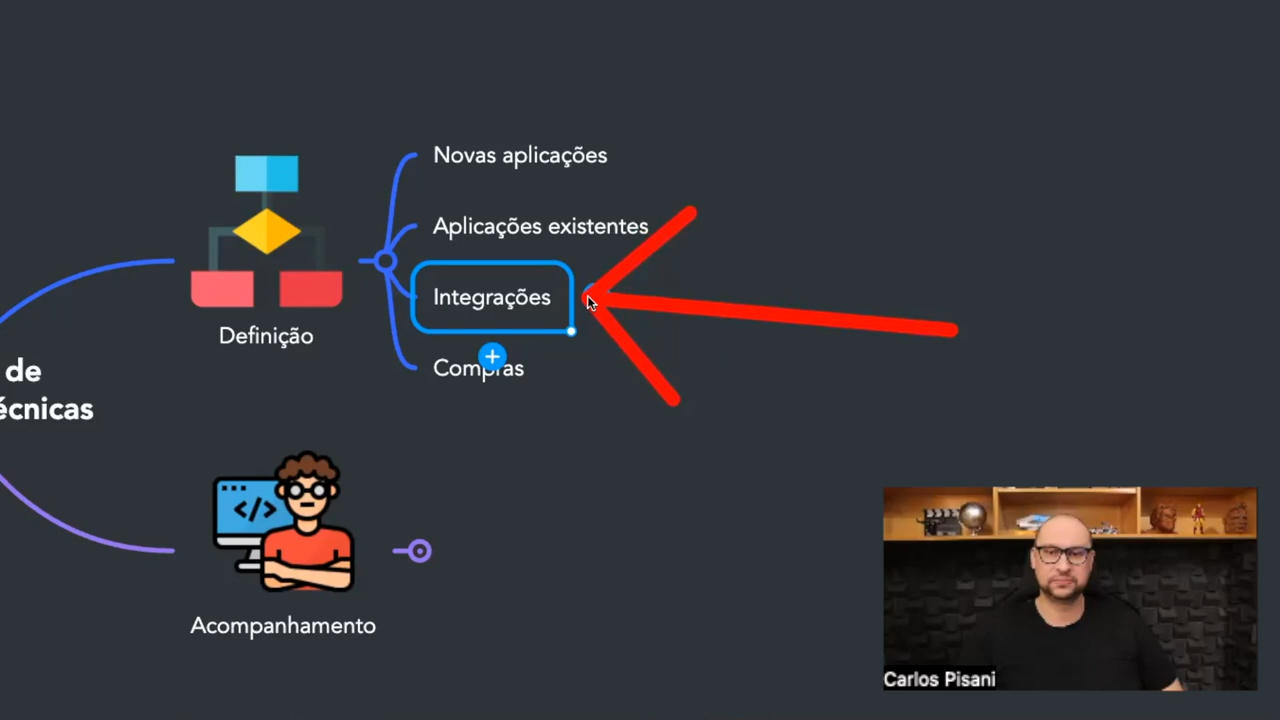 Novas aplicações
Aplicações existentes
Integrações
Definição
Compras
de
écnicas
</>
Acompanhamento
Carlos Pisani